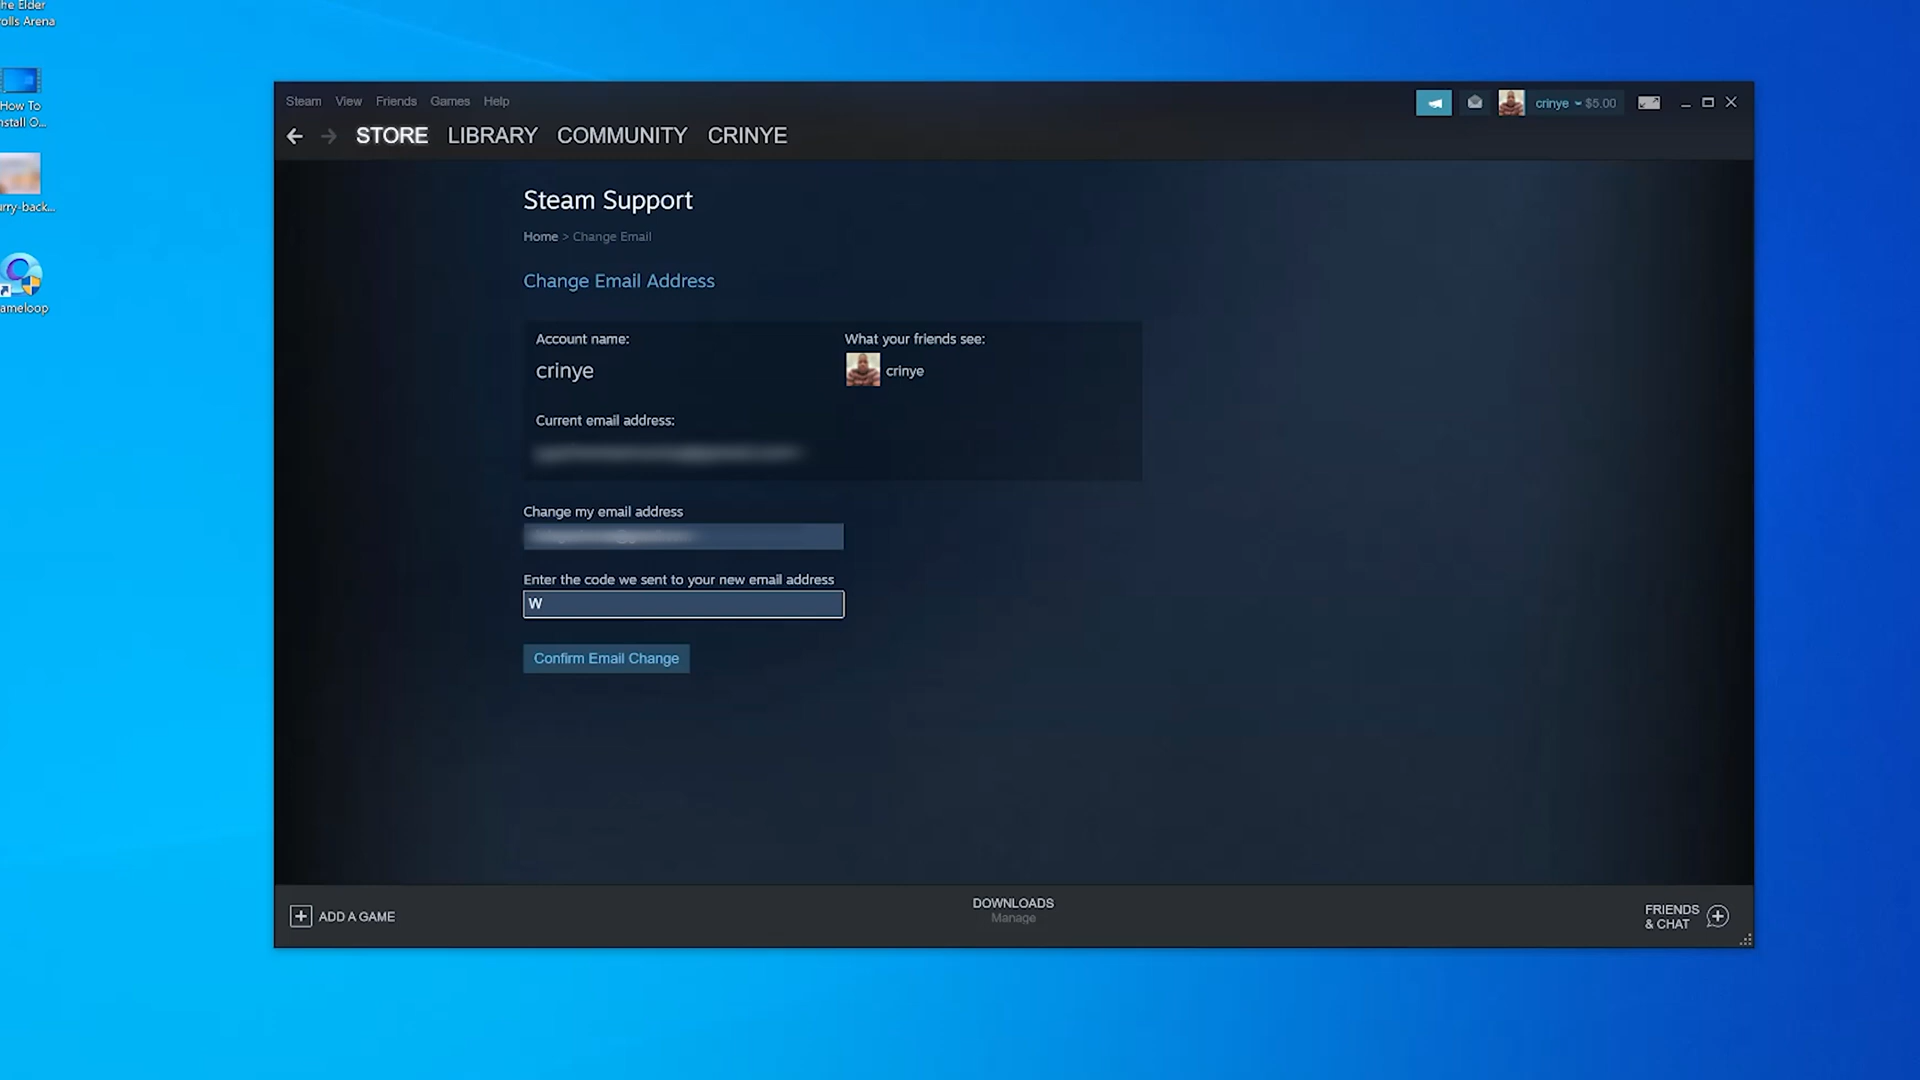 he Elder
olls Arena
How To
nstall O...
urry-back...
ameloop
Steam View Friends Games Help
crinye $5.00
STORE LIBRARY COMMUNITY CRINYE
Steam Support
Home > Change Email
Change Email Address
Account name:
crinye
What your friends see:
crinye
Current email address:
Change my email address
Enter the code we sent to your new email address
W
Confirm Email Change
ADD A GAME
DOWNLOADS
Manage
FRIENDS
& CHAT